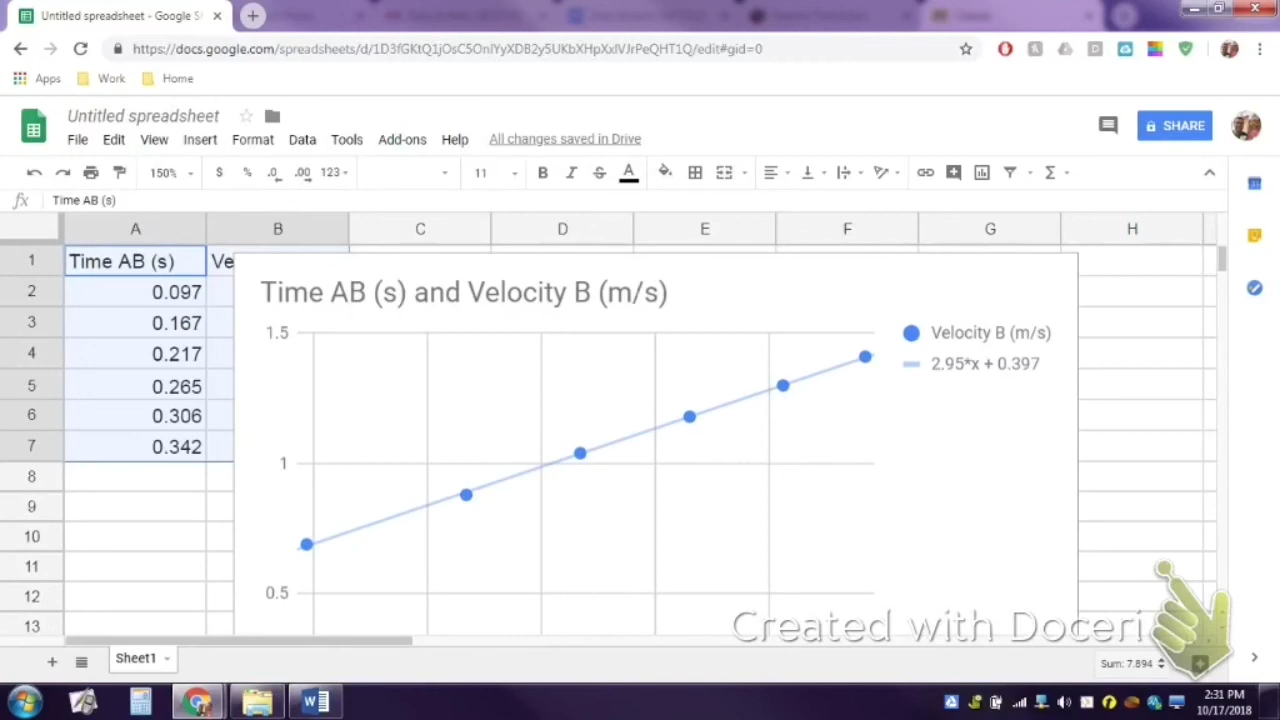 Untitled spreadsheet - Google S
https://docs.google.com/spreadsheets/d/1D3fGKtQ1jOsC5OnlYyXDB2y5UKbXHpXxlVJrPeQHT1Q/edit#gid=0
Apps Work Home
Untitled spreadsheet
File Edit View Insert Format Data Tools Add-ons Help All changes saved in Drive
SHARE
150% $ % .0 .00 123 11 B I S A
fx Time AB (s)
A B C D E F G H
1 Time AB (s) Ve
2 0.097
3 0.167
4 0.217
5 0.265
6 0.306
7 0.342
8
9
10
11
12
13
Time AB (s) and Velocity B (m/s)
1.5
1
0.5
Velocity B (m/s)
2.95*x + 0.397
Created with Doceri
Sheet1
Sum: 7.894
2:31 PM
10/17/2018